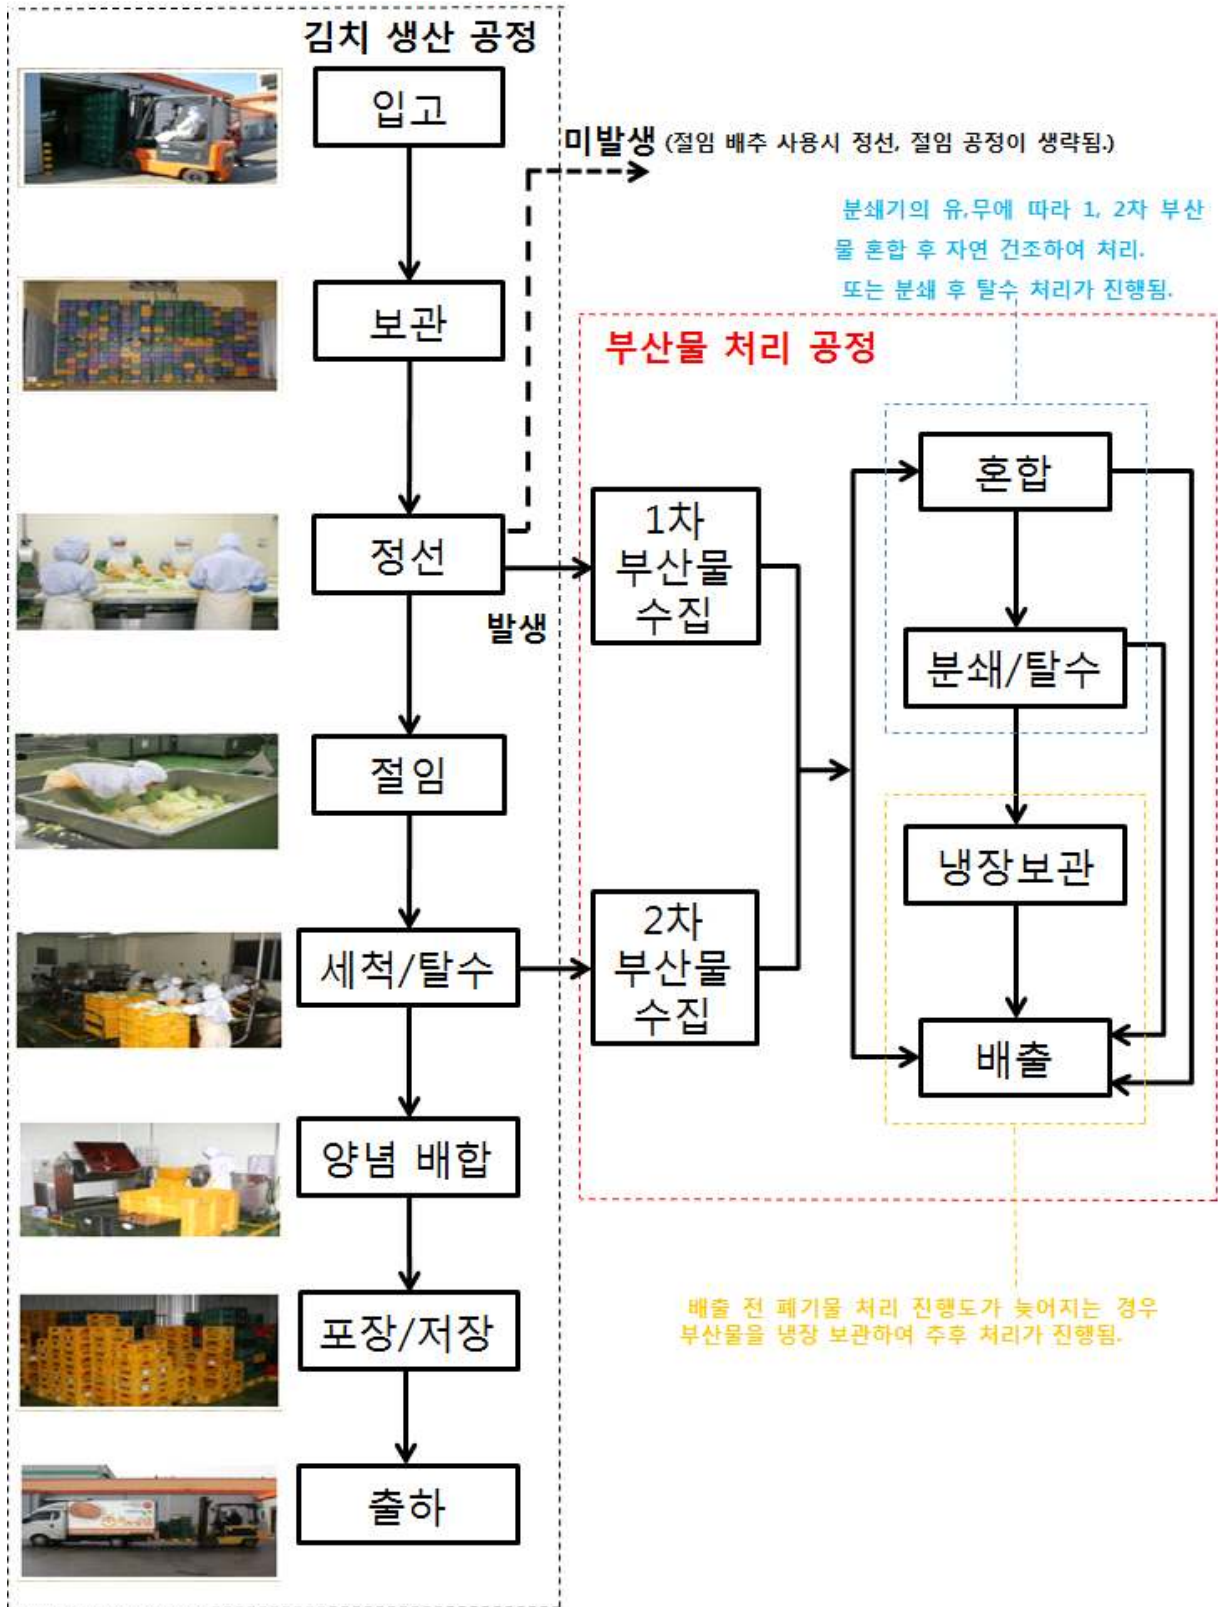 김치 생산 공정
입고
미발생 (절임 배추 사용시 정선, 절임 공정이 생략됨.)
분쇄기의 유,무에 따라 1, 2차 부산
물 혼합 후 자연 건조하여 처리.
또는 분쇄 후 탈수 처리가 진행됨.
보관
부산물 처리 공정
혼합
정선
1차
부산물
수집
발생
분쇄/탈수
절임
냉장보관
세척/탈수
2차
부산물
수집
배출
양념 배합
포장/저장
배출 전 폐기물 처리 진행도가 늦어지는 경우
부산물을 냉장 보관하여 추후 처리가 진행됨.
출하